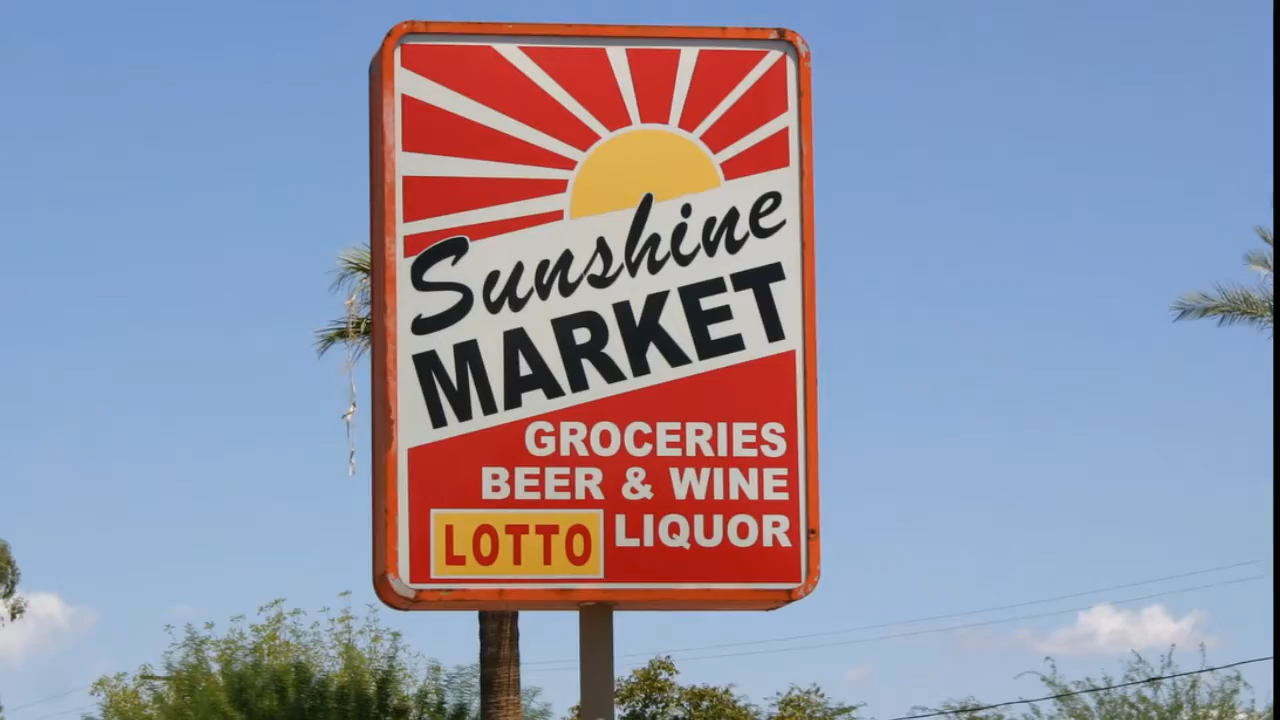 Sunshine
MARKET
GROCERIES
BEER & WINE
LOTTO LIQUOR